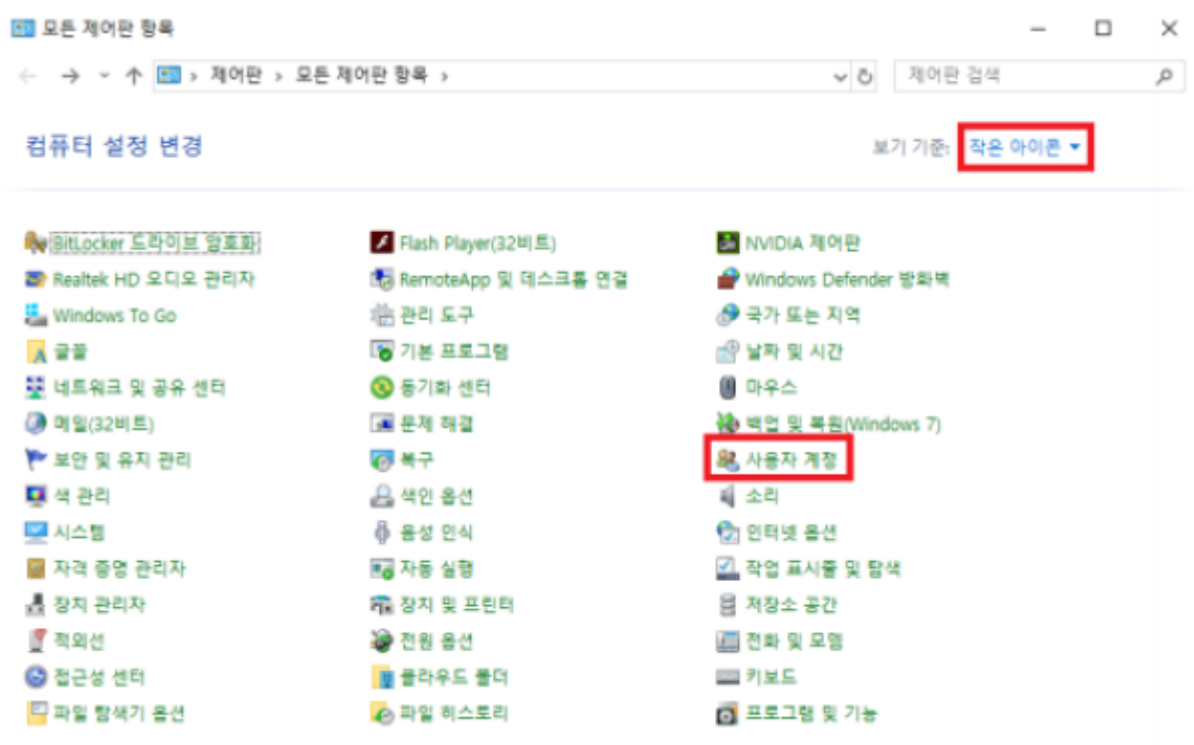 모든 제어판 항목
제어판 › 모든 제어판 항목 ›
제어판 검색
컴퓨터 설정 변경
보기 기준: 작은 아이콘
BitLocker 드라이브 암호화 Flash Player(32비트) NVIDIA 제어판
Realtek HD 오디오 관리자 RemoteApp 및 데스크톱 연결 Windows Defender 방화벽
Windows To Go 관리 도구 국가 또는 지역
글꼴 기본 프로그램 날짜 및 시간
네트워크 및 공유 센터 동기화 센터 마우스
메일(32비트) 문제 해결 백업 및 복원(Windows 7)
보안 및 유지 관리 복구 사용자 계정
색 관리 색인 옵션 소리
시스템 음성 인식 인터넷 옵션
자격 증명 관리자 자동 실행 작업 표시줄 및 탐색
장치 관리자 장치 및 프린터 저장소 공간
적외선 전원 옵션 전화 및 모뎀
접근성 센터 클라우드 폴더 키보드
파일 탐색기 옵션 파일 히스토리 프로그램 및 기능